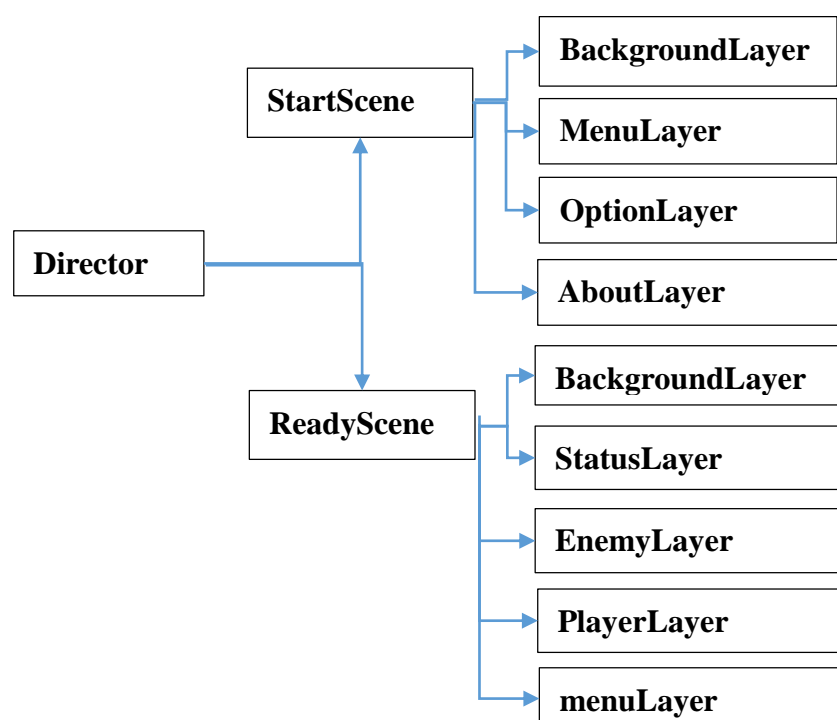 BackgroundLayer
StartScene
MenuLayer
OptionLayer
Director
AboutLayer
BackgroundLayer
ReadyScene
StatusLayer
EnemyLayer
PlayerLayer
menuLayer